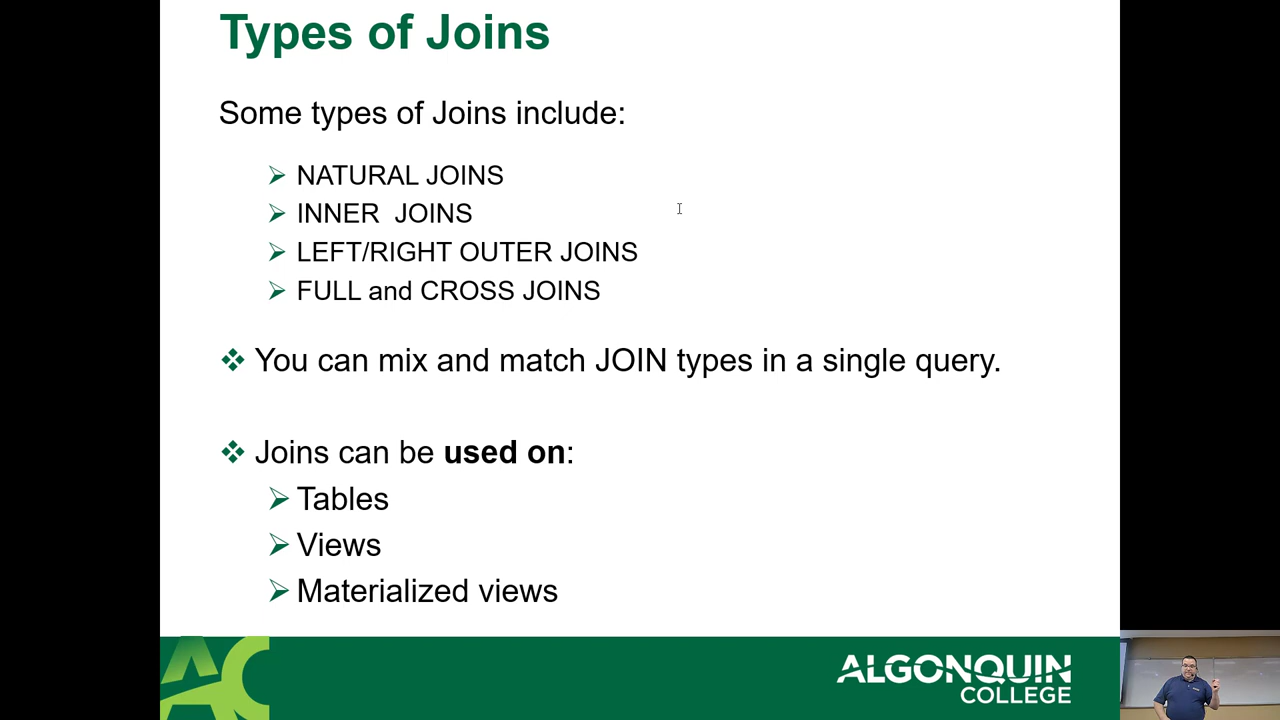 Types of Joins
Some types of Joins include:
NATURAL JOINS
INNER  JOINS
LEFT/RIGHT OUTER JOINS
FULL and CROSS JOINS
You can mix and match JOIN types in a single query.
Joins can be used on:
Tables
Views
Materialized views
AC
ALGONQUIN
COLLEGE